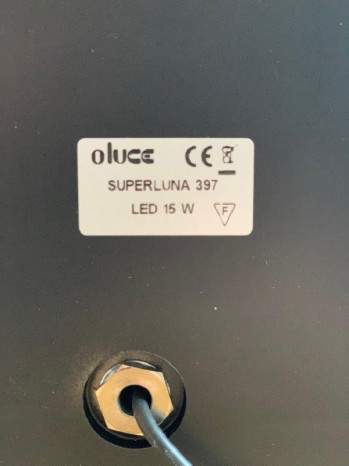 oluce CE
SUPERLUNA 397
LED 15 W F